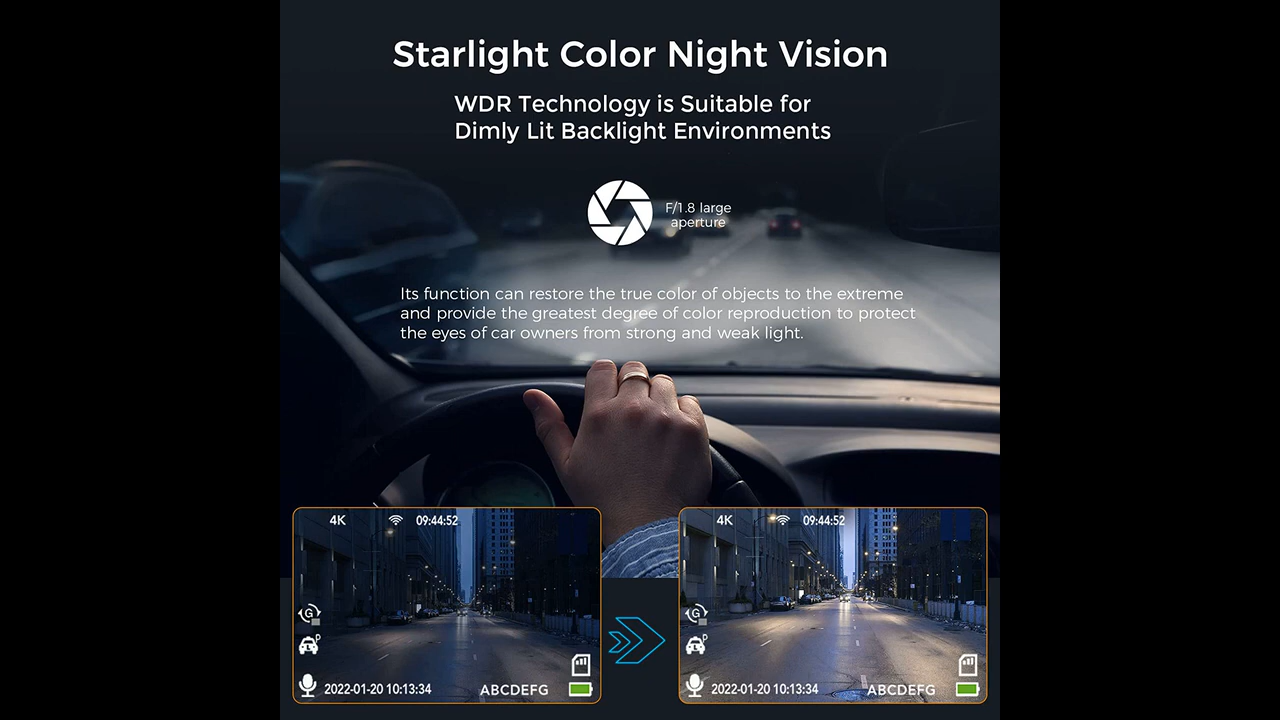 Starlight Color Night Vision
WDR Technology is Suitable for
Dimly Lit Backlight Environments
F/1.8 large
aperture
Its function can restore the true color of objects to the extreme
and provide the greatest degree of color reproduction to protect
the eyes of car owners from strong and weak light.
4K 09:44:52
G
P
2022-01-20 10:13:34 ABCDEFG
4K 09:44:52
G
P
2022-01-20 10:13:34 ABCDEFG